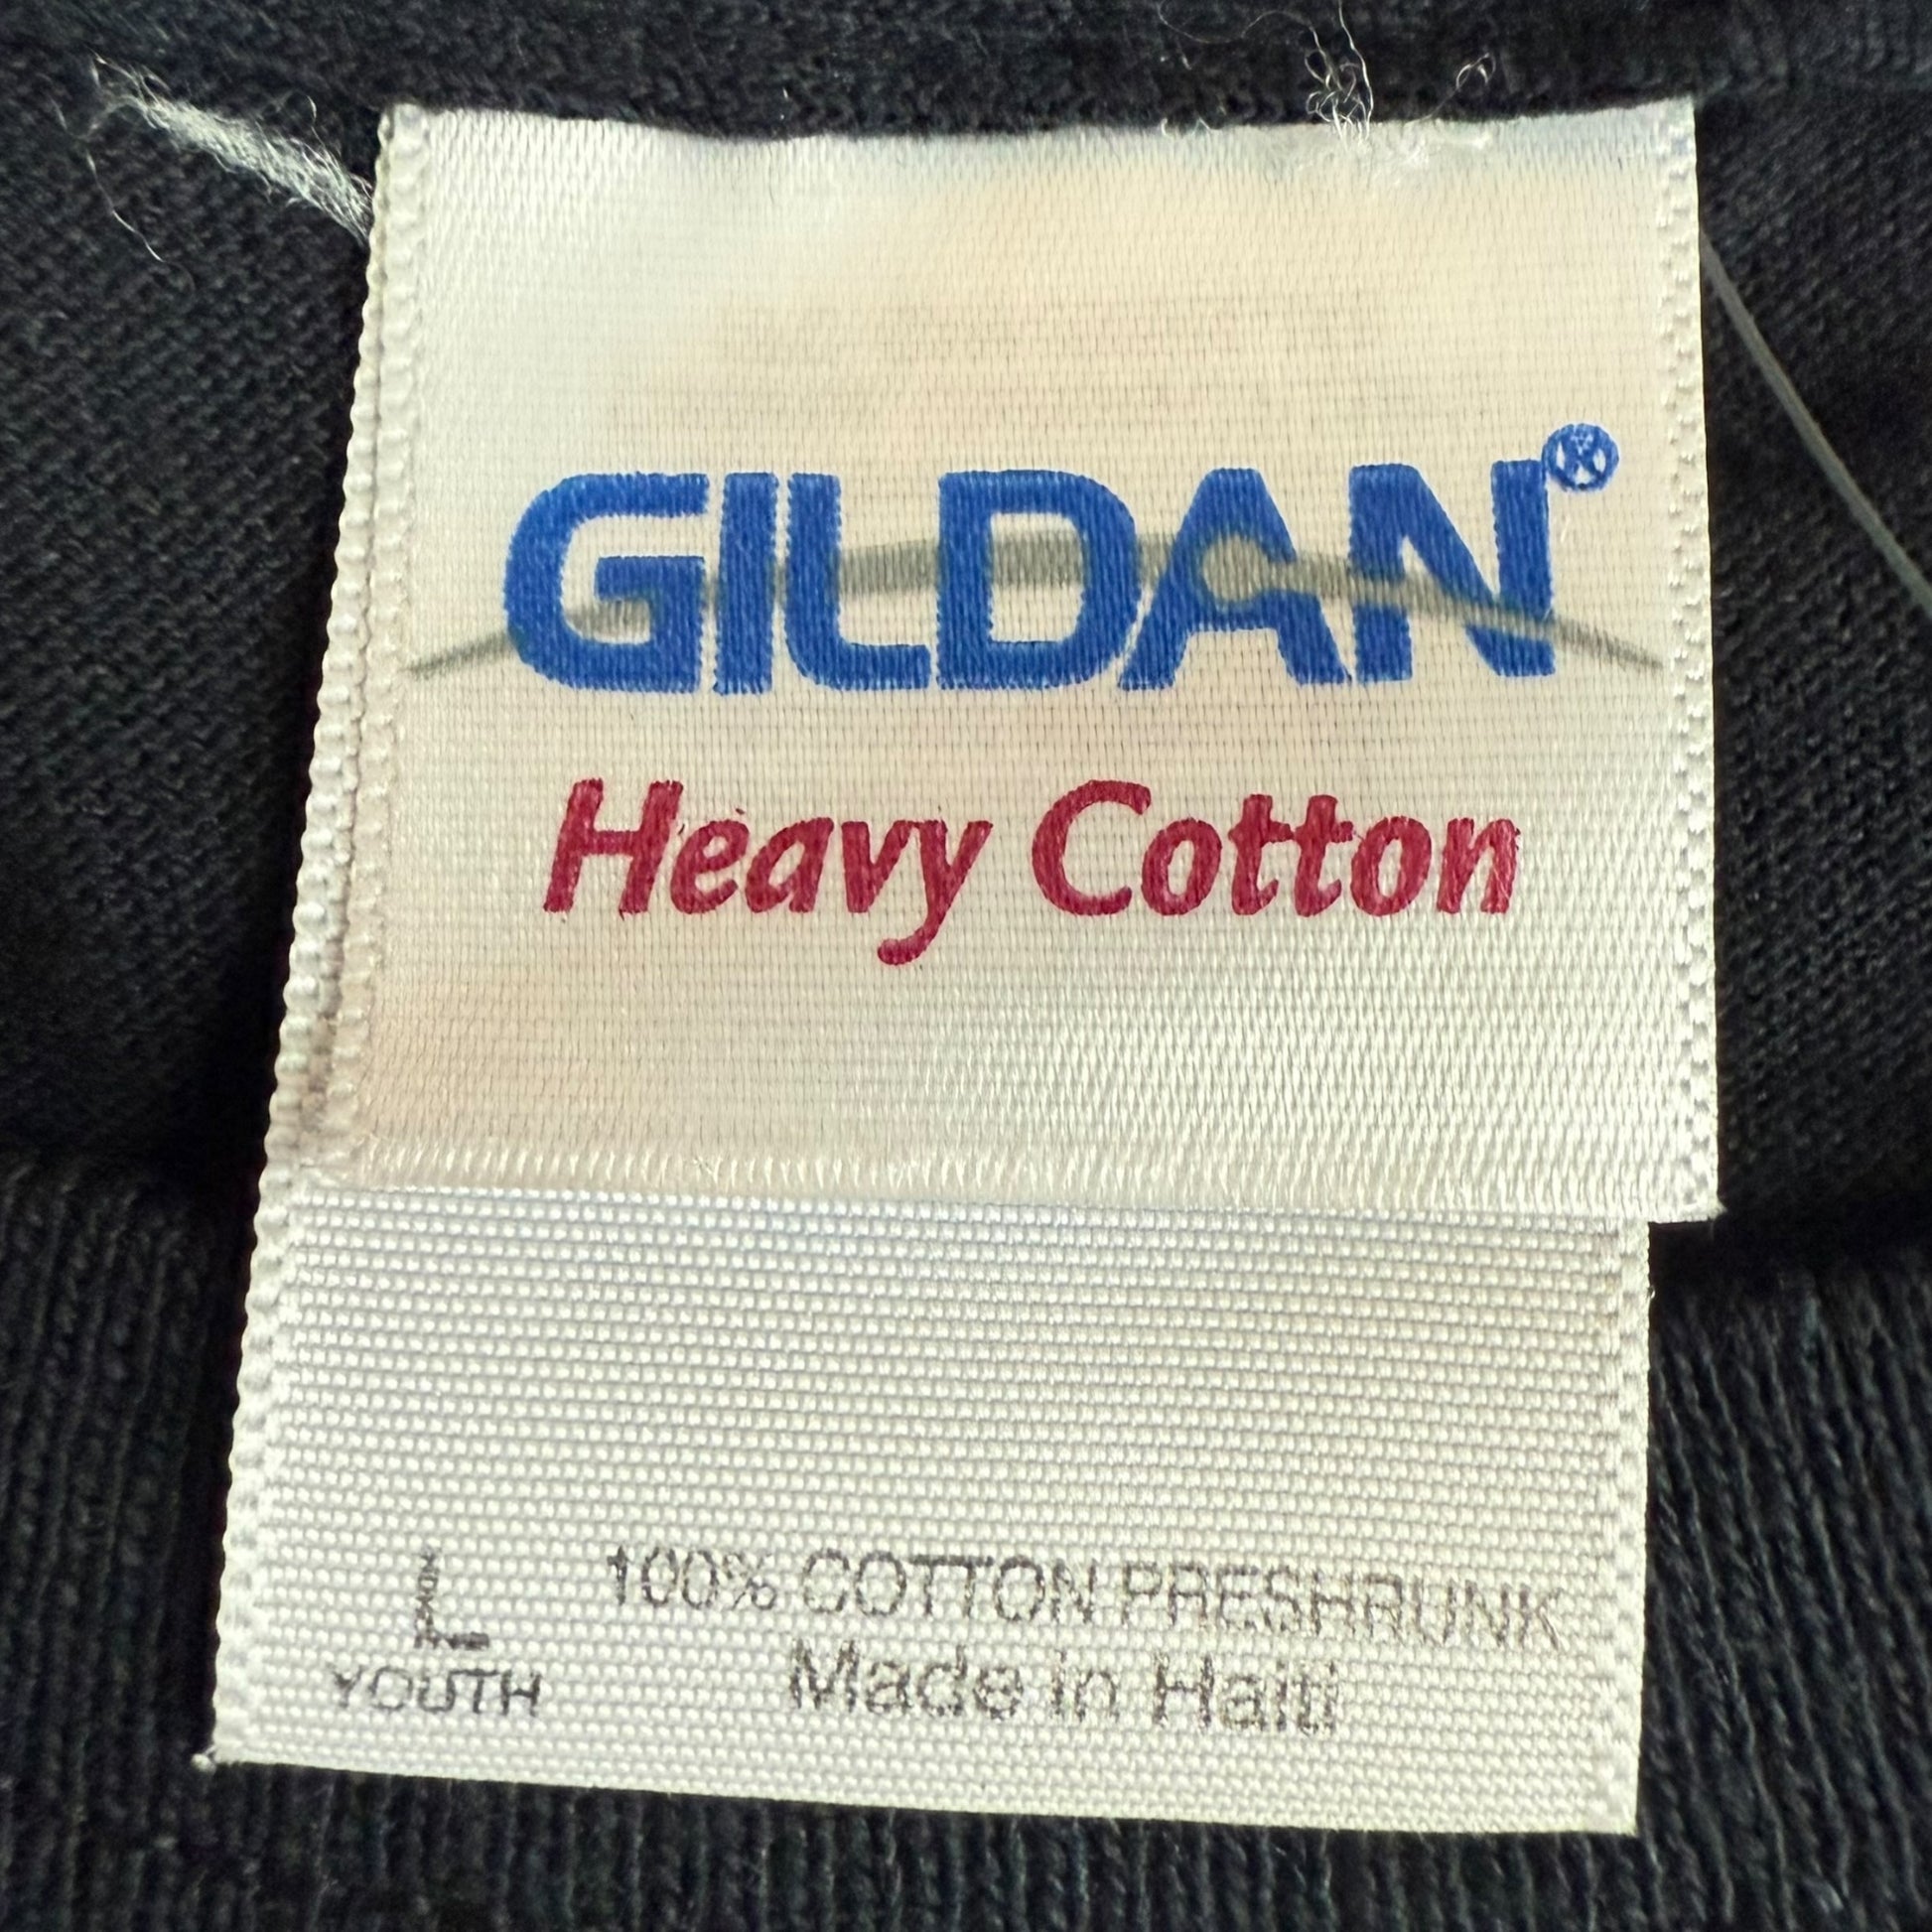 GILDAN®
Heavy Cotton
L
YOUTH
100% COTTON PRESHRUNK
Made in Haiti